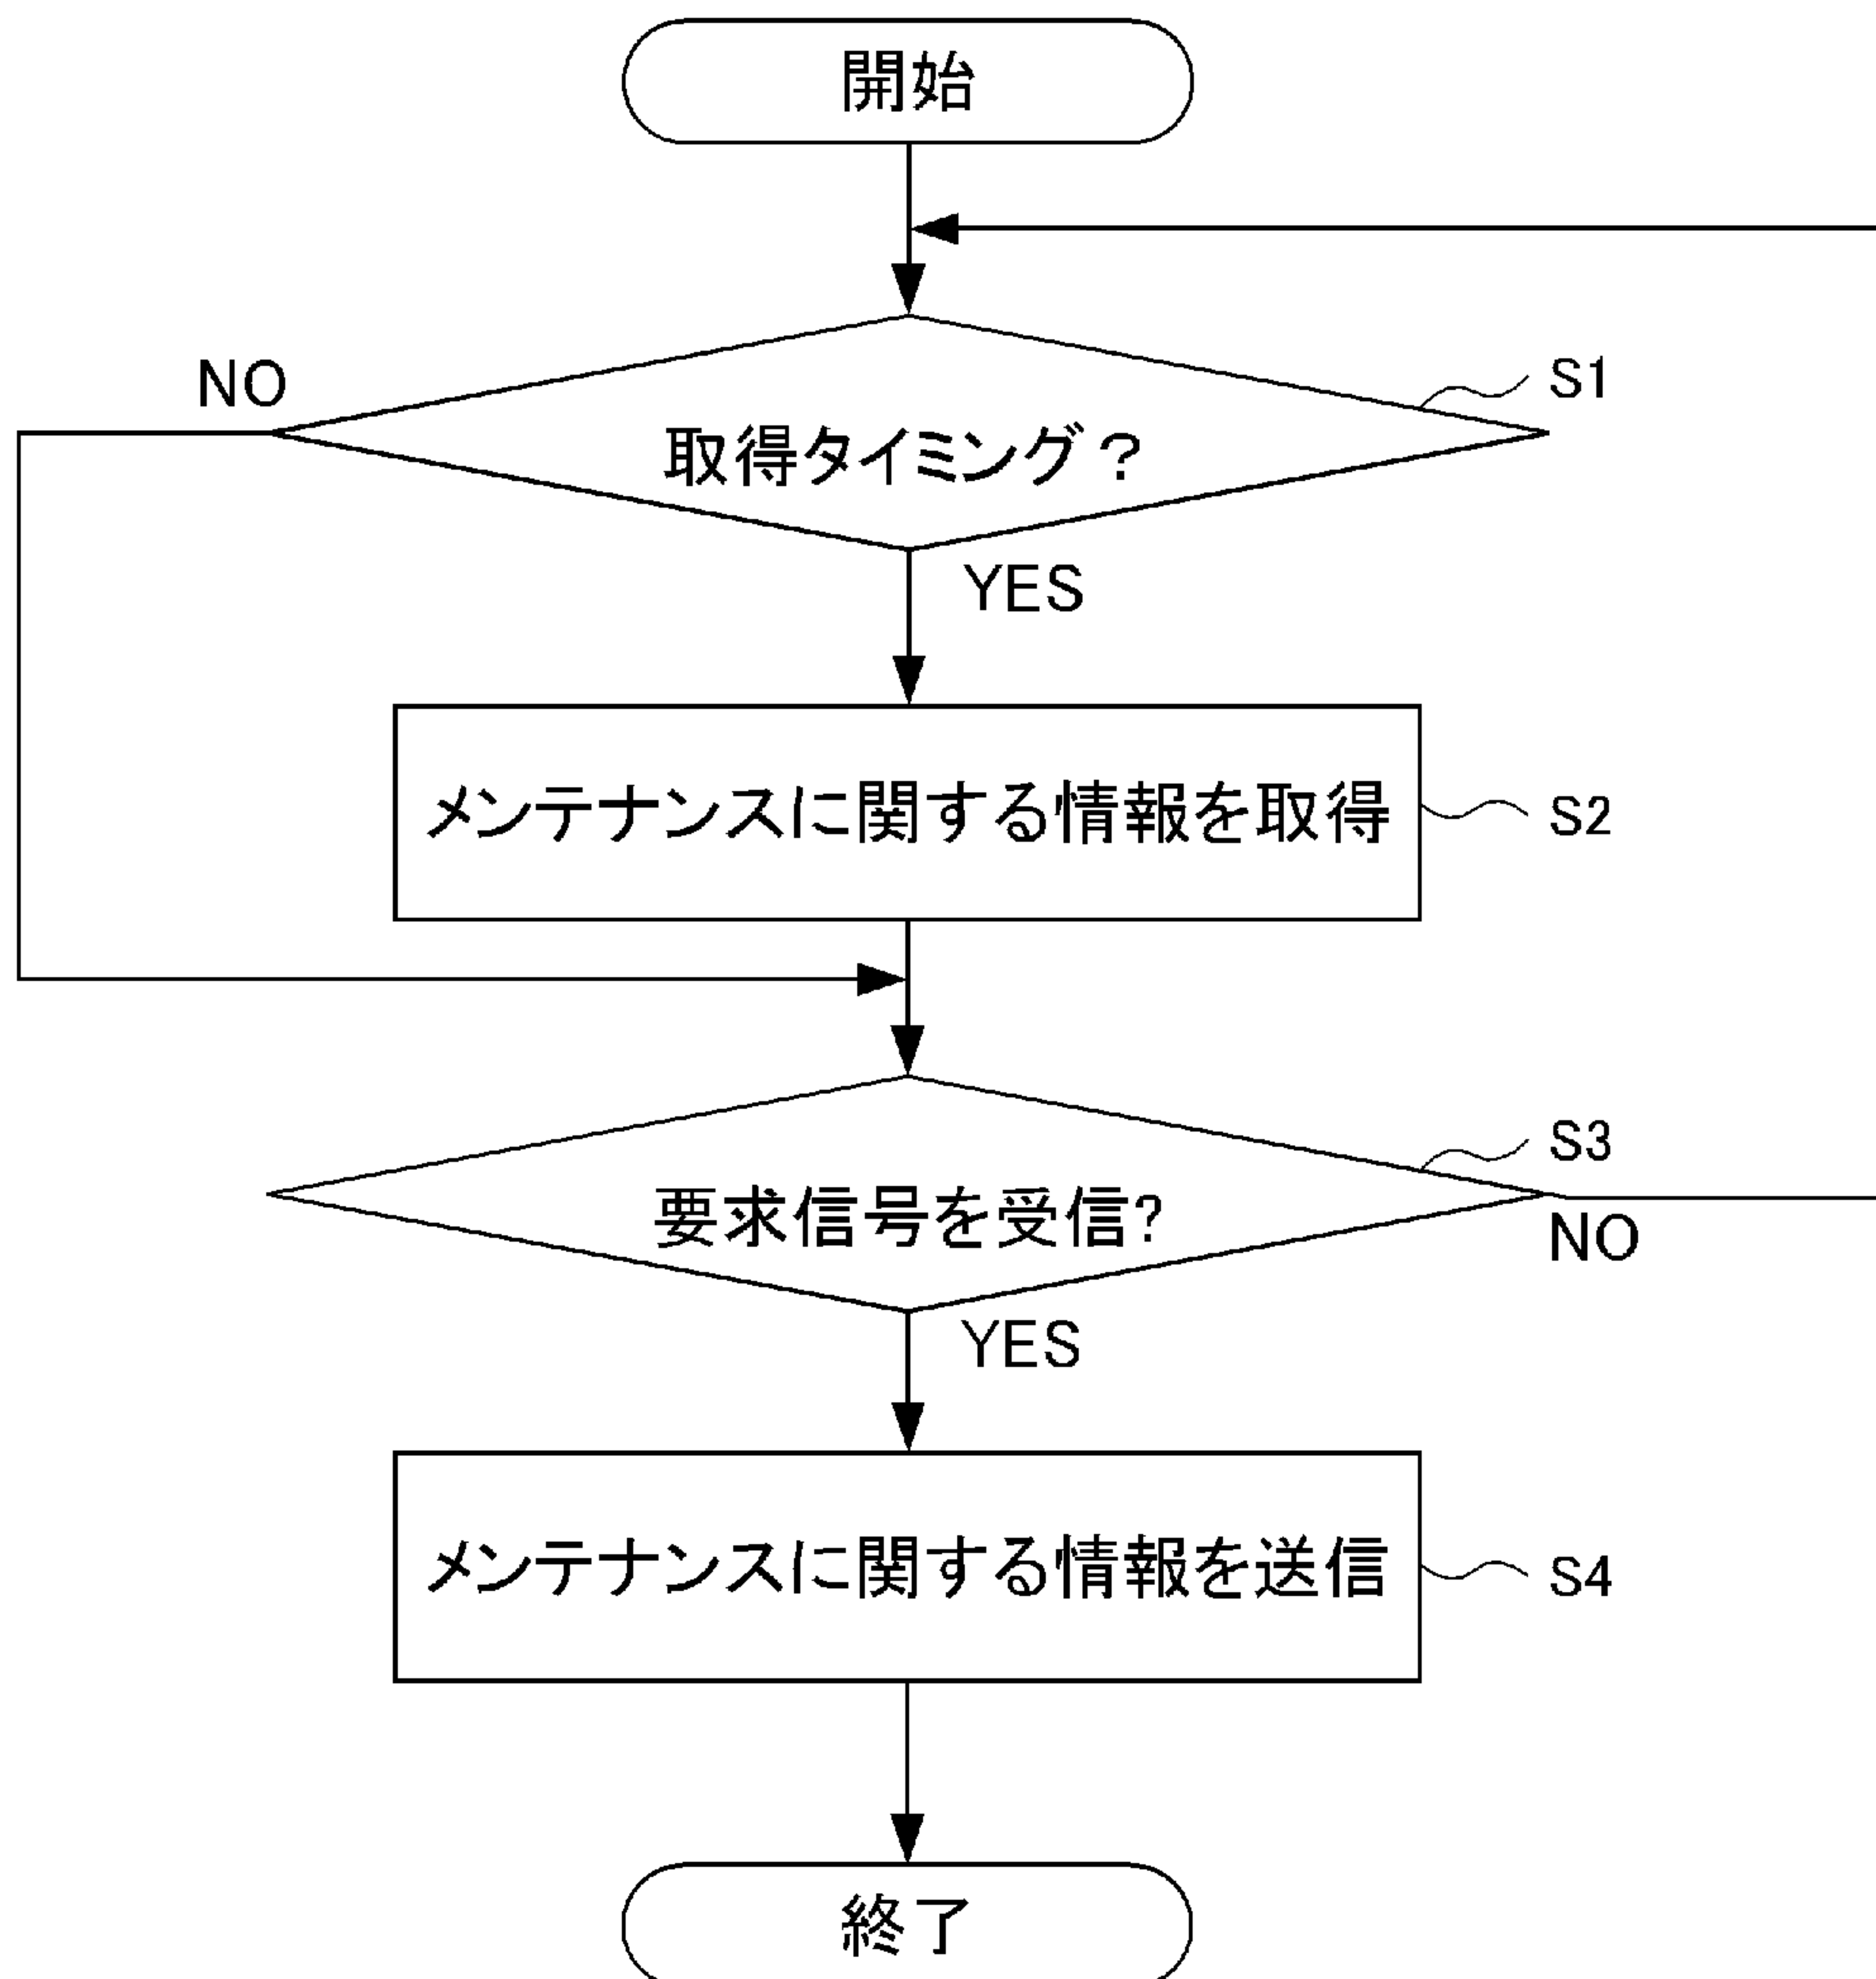 開始
NO
S1
取得タイミング？
YES
メンテナンスに関する情報を取得
S2
S3
要求信号を受信?
NO
YES
メンテナンスに関する情報を送信
S4
終了